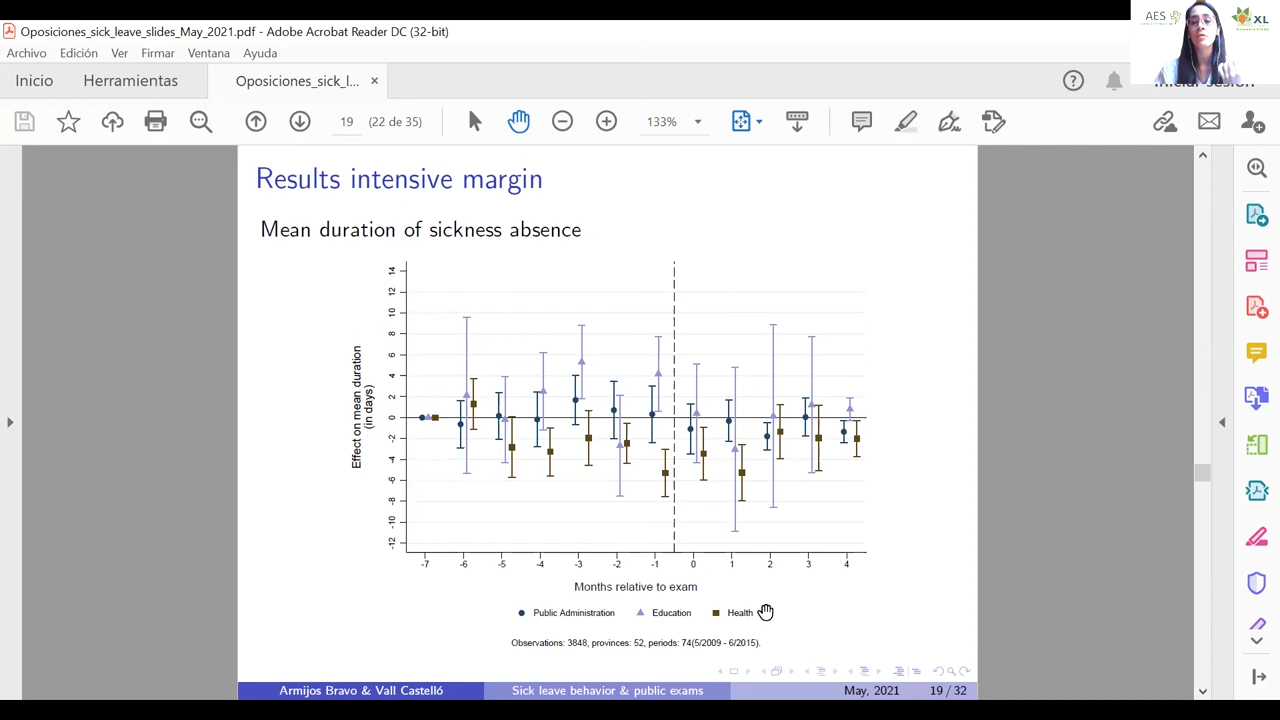 AES
XL
Oposiciones_sick_leave_slides_May_2021.pdf - Adobe Acrobat Reader DC (32-bit)
Archivo Edición Ver Firmar Ventana Ayuda
Inicio Herramientas Oposiciones_sick_l... ×
19 (22 de 35) 133%
Results intensive margin
Mean duration of sickness absence
Effect on mean duration
(in days)
14
12
10
8
6
4
2
0
-2
-4
-6
-8
-10
-12
-7 -6 -5 -4 -3 -2 -1 0 1 2 3 4
Months relative to exam
Public Administration Education Health
Observations: 3848, provinces: 52, periods: 74(5/2009 - 6/2015).
Armijos Bravo & Vall Castelló Sick leave behavior & public exams May, 2021 19 / 32